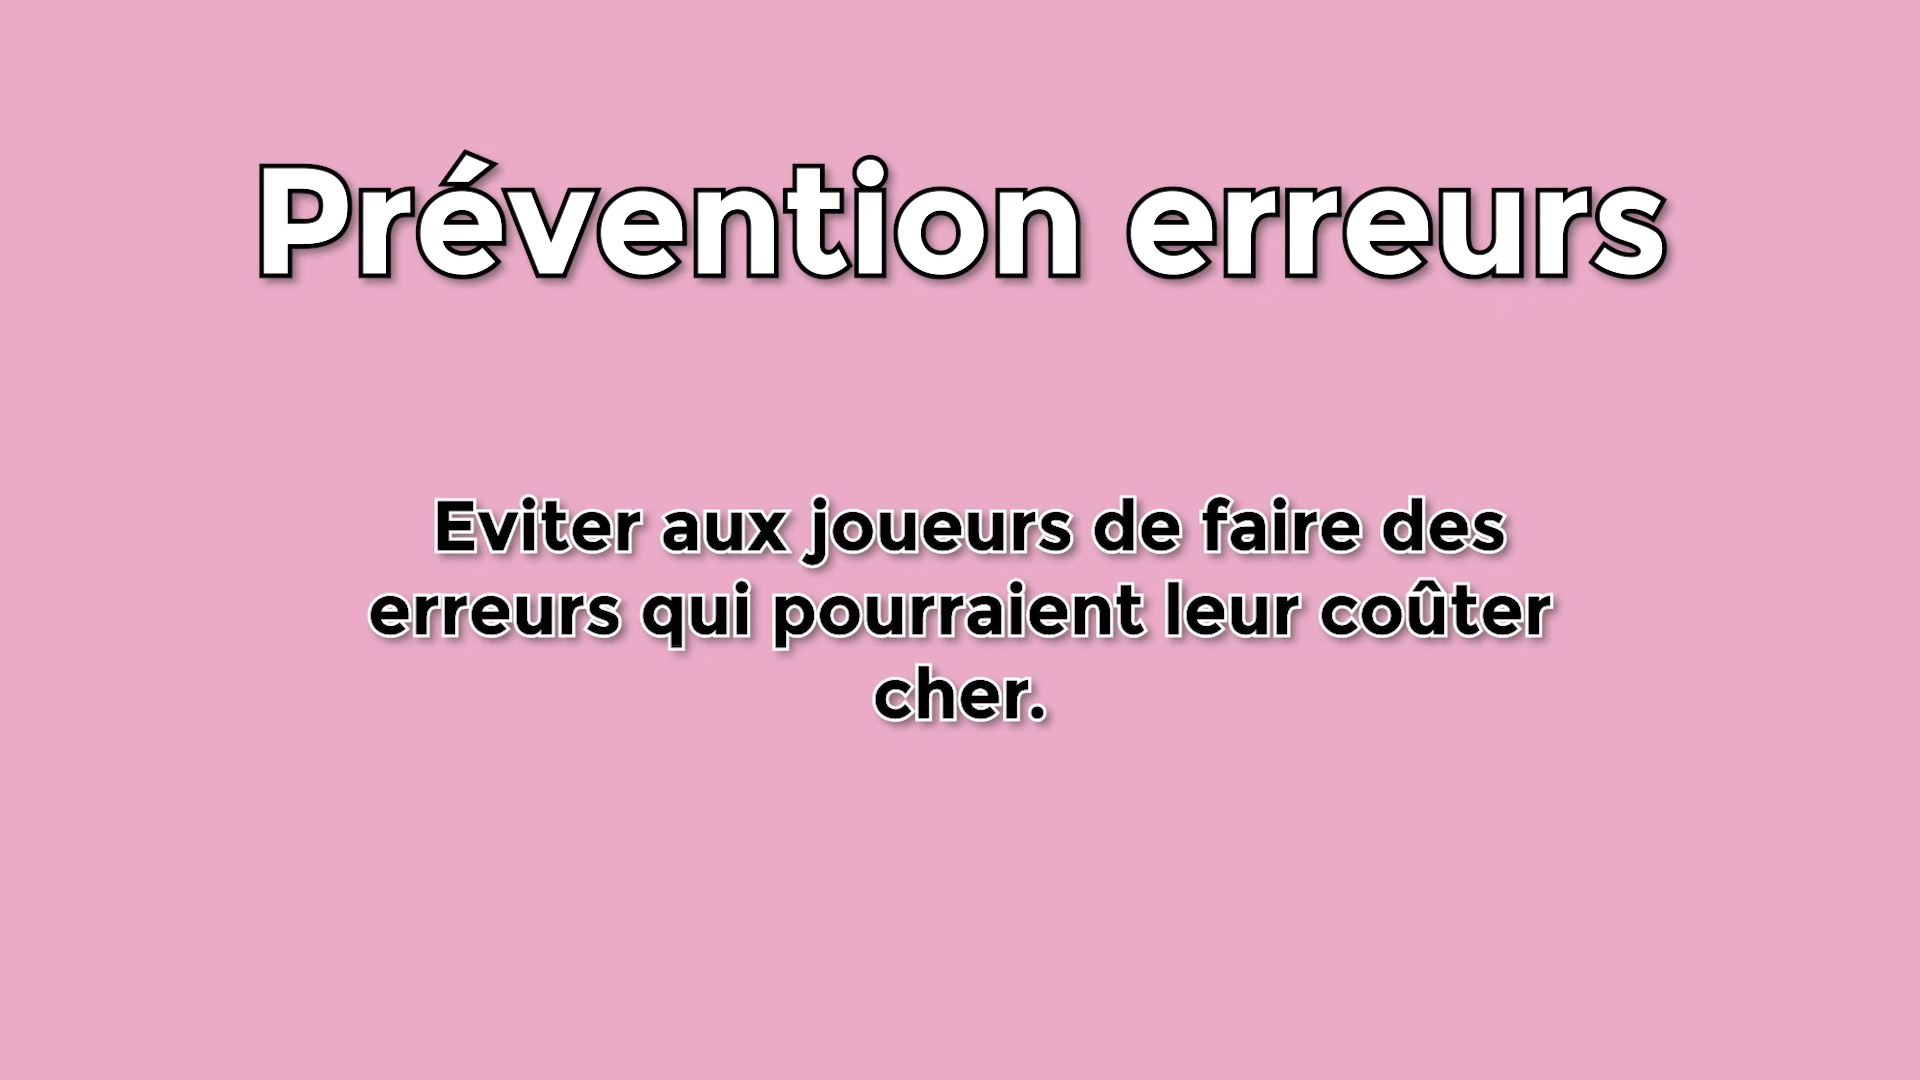 Prévention erreurs
Eviter aux joueurs de faire des
erreurs qui pourraient leur coûter
cher.